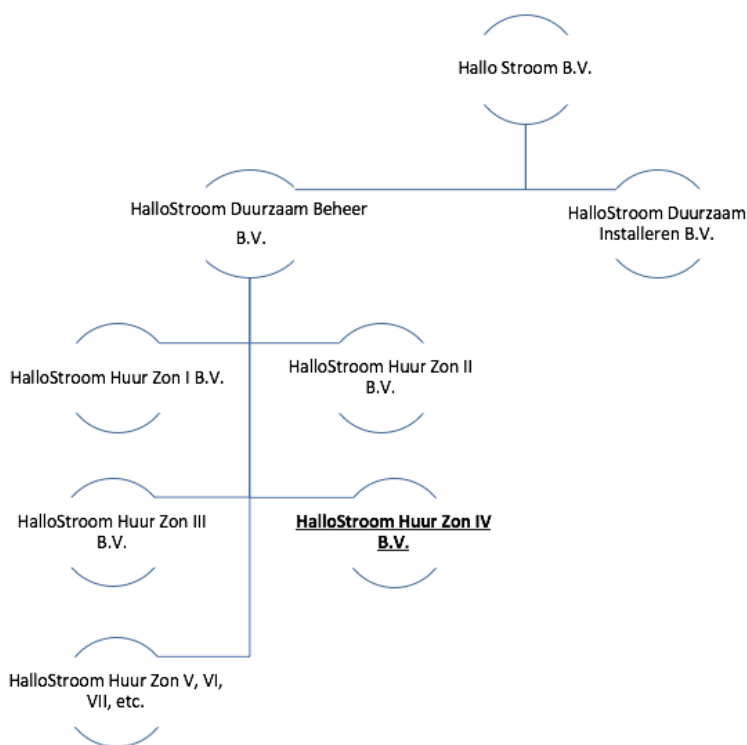 Hallo Stroom B.V.
HalloStroom Duurzaam Beheer
B.V.
HalloStroom Duurzaam
Installeren B.V.
HalloStroom Huur Zon I B.V.
HalloStroom Huur Zon II
B.V.
HalloStroom Huur Zon III
B.V.
HalloStroom Huur Zon IV
B.V.
HalloStroom Huur Zon V, VI,
VII, etc.